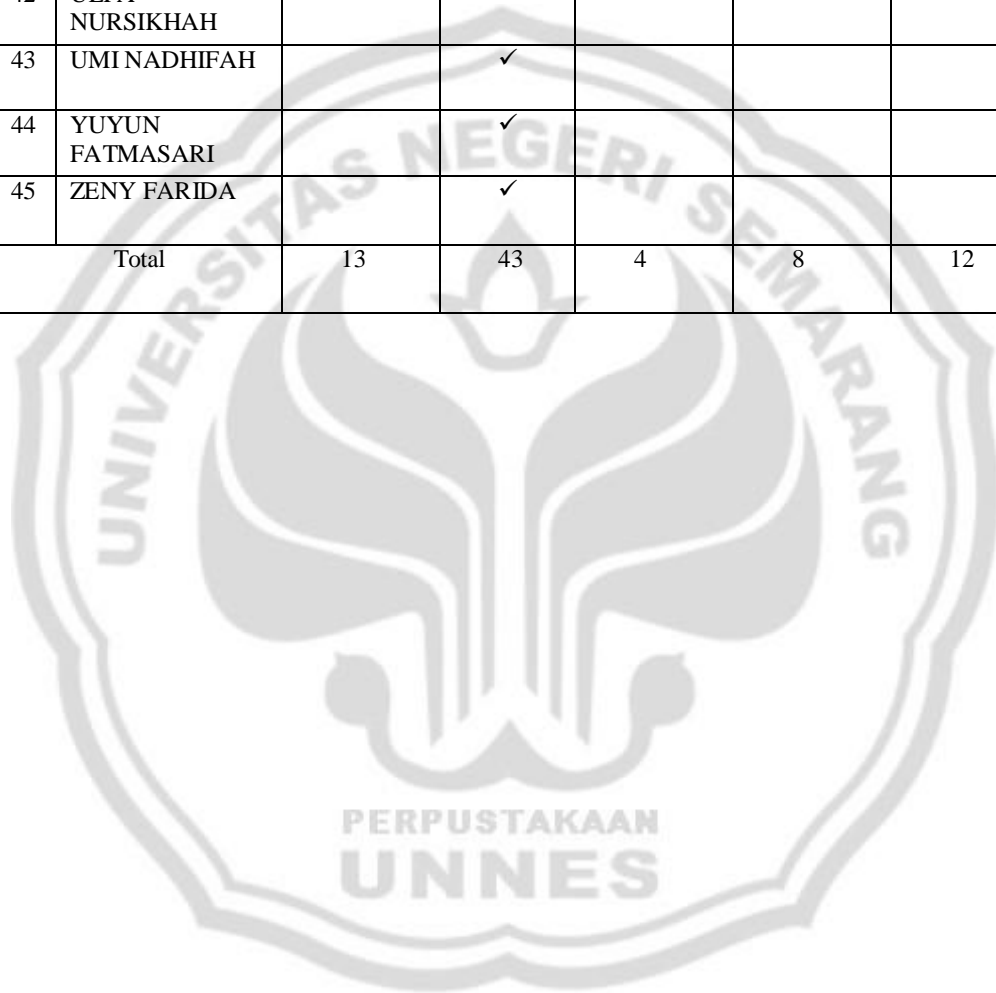 NURSIKHAH
43 UMI NADHIFAH ✓
44 YUYUN ✓
FATMASARI
45 ZENY FARIDA ✓
Total 13 43 4 8 12
UNIVERSITAS NEGERI SEMARANG
PERPUSTAKAAN
UNNES